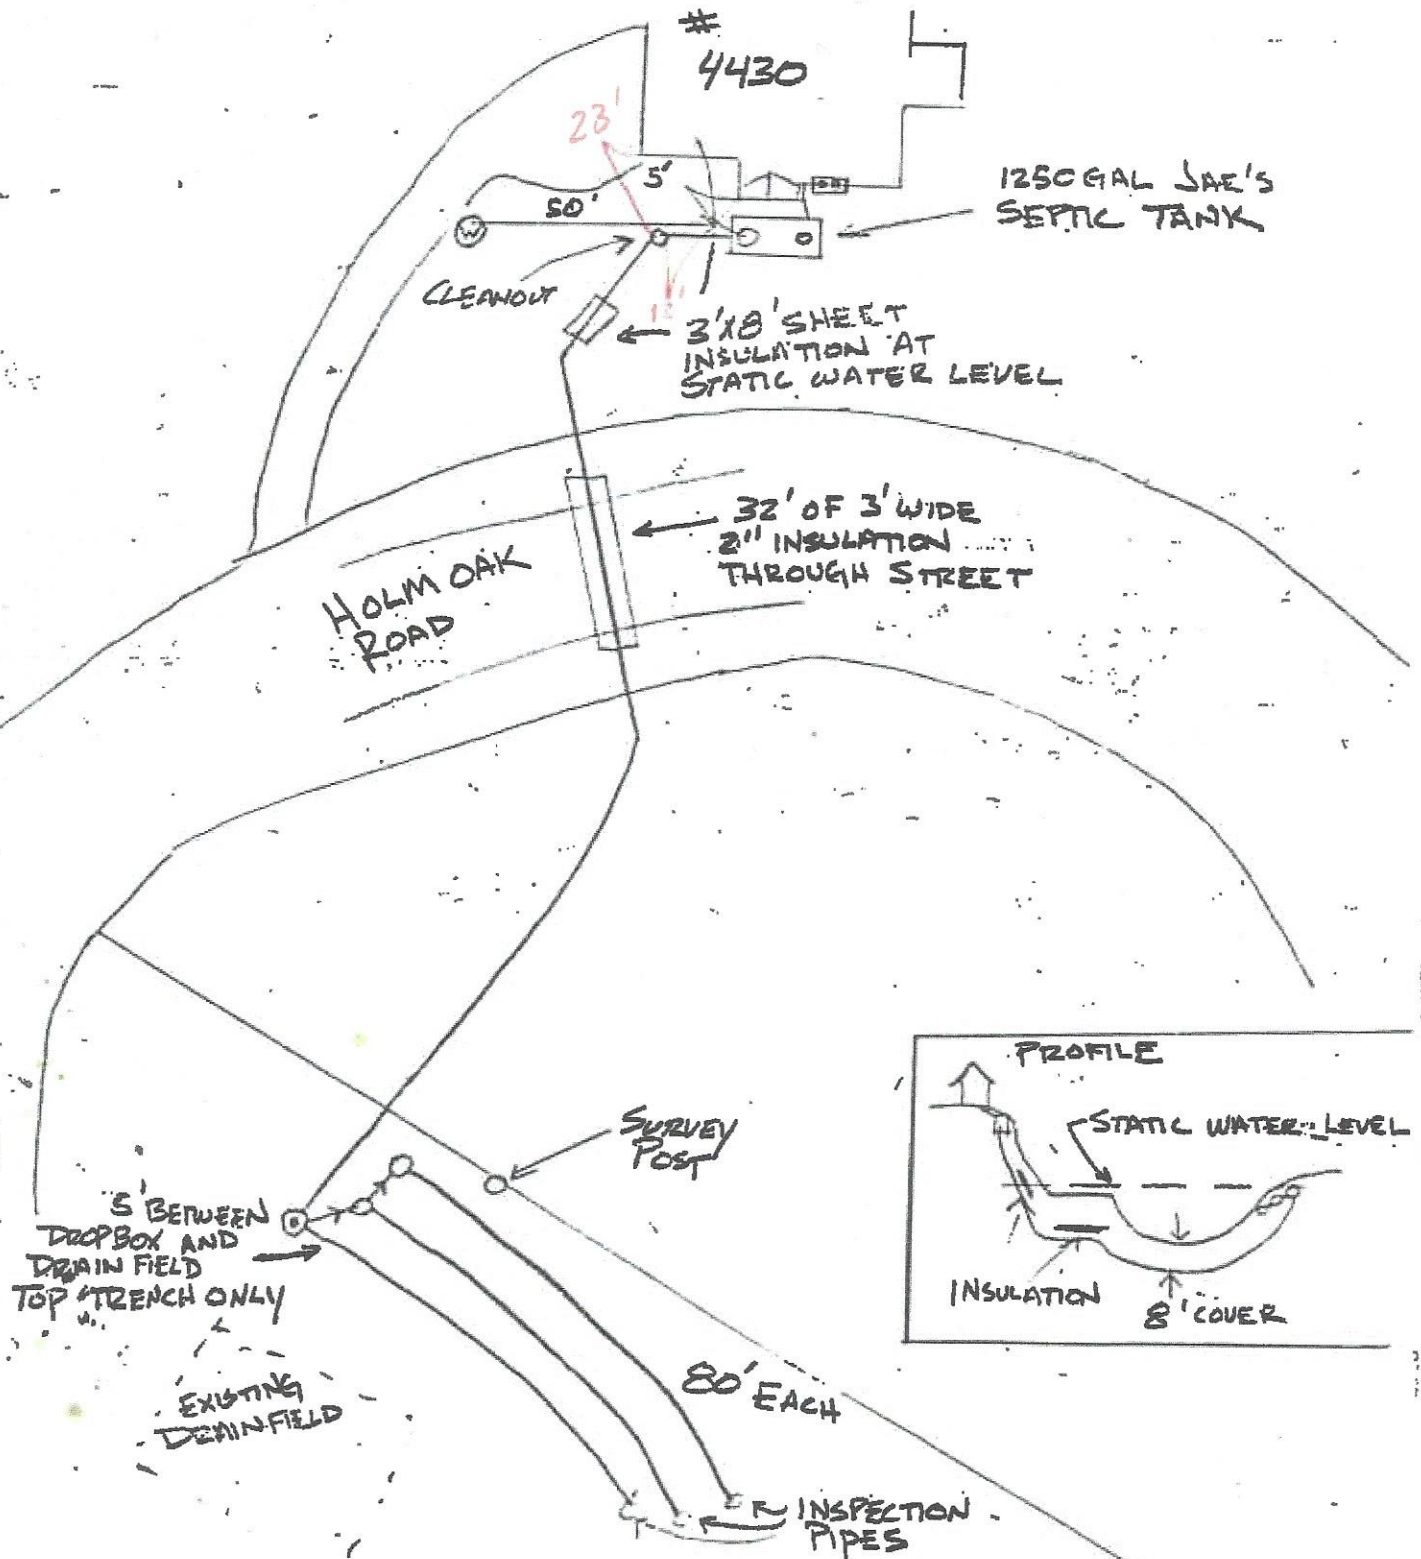 #
4430
23'
5'
50'
W
1250 GAL JAE'S
SEPTIC TANK
CLEANOUT
3'X8' SHEET
INSULATION AT
STATIC WATER LEVEL
32' OF 3' WIDE
2" INSULATION
THROUGH STREET
HOLM OAK
ROAD
PROFILE
STATIC WATER LEVEL
INSULATION
8' COVER
SURVEY
POST
5' BETWEEN
DROPBOX AND
DRAIN FIELD
TOP TRENCH ONLY
80' EACH
EXISTING
DRAINFIELD
INSPECTION
PIPES